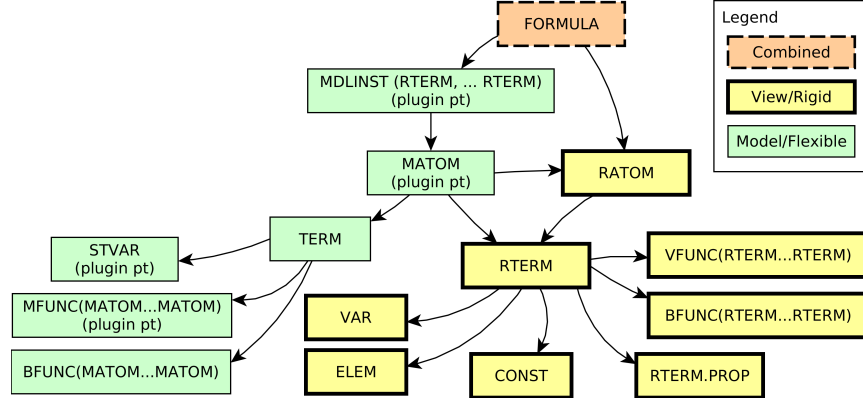 FORMULA
Legend
Combined
View/Rigid
Model/Flexible
MDLINST (RTERM, ... RTERM)
(plugin pt)
MATOM
(plugin pt)
RATOM
TERM
STVAR
(plugin pt)
RTERM
VFUNC(RTERM...RTERM)
MFUNC(MATOM...MATOM)
(plugin pt)
VAR
BFUNC(RTERM...RTERM)
BFUNC(MATOM...MATOM)
ELEM
CONST
RTERM.PROP